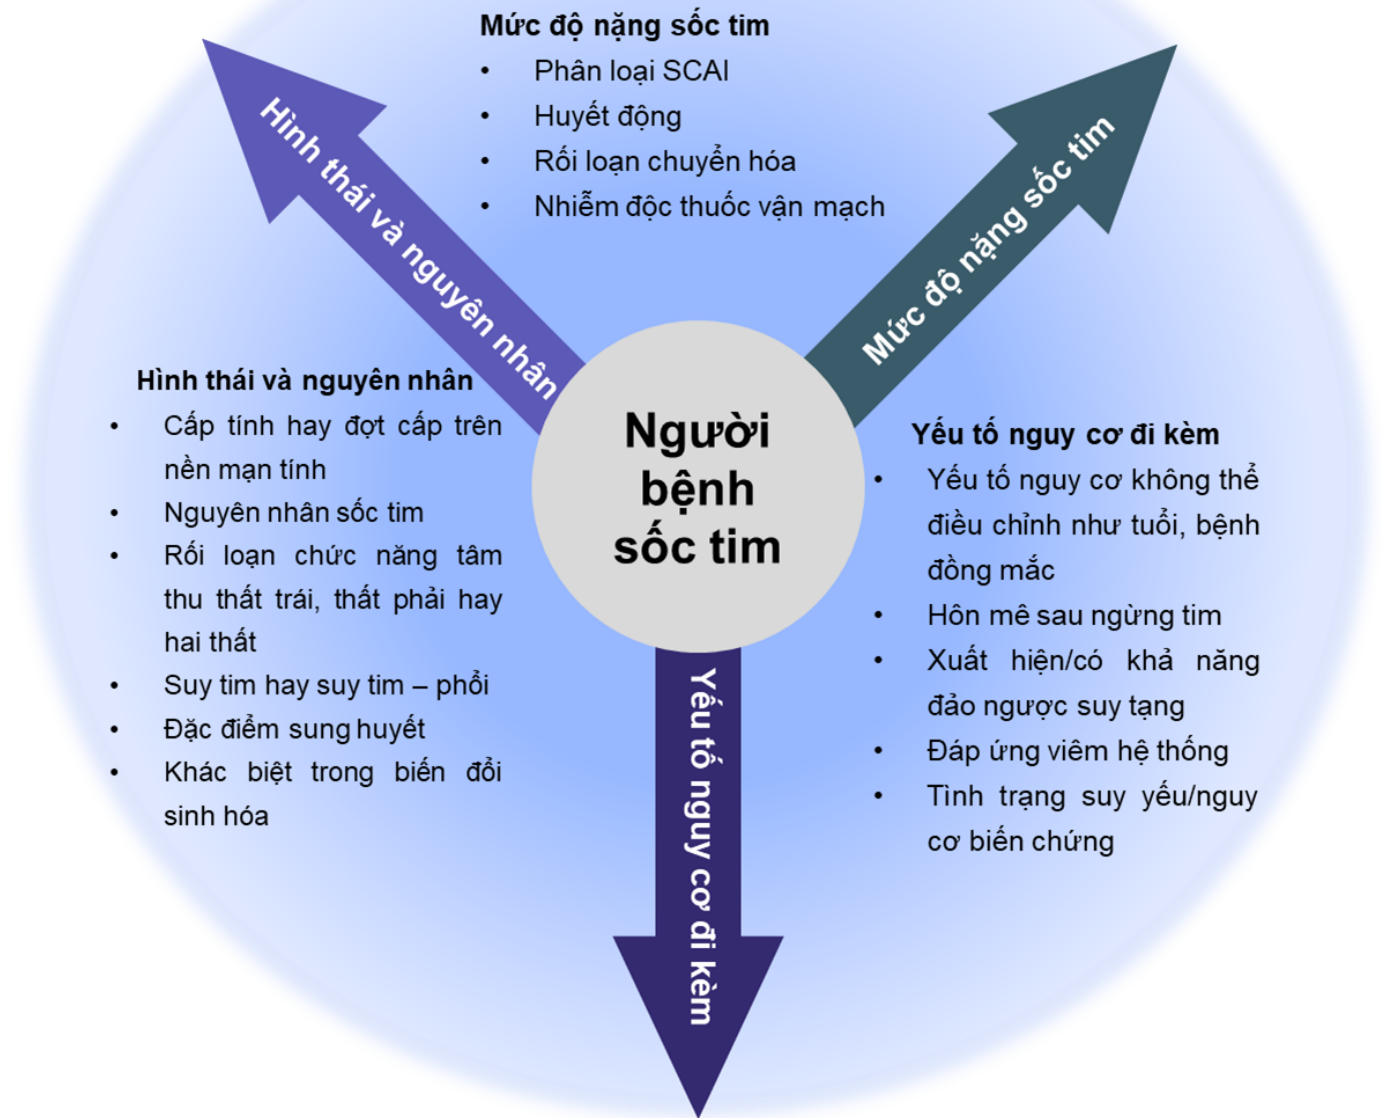 Mức độ nặng sốc tim
• Phân loại SCAI
• Huyết động
• Rối loạn chuyển hóa
• Nhiễm độc thuốc vận mạch
Hình thái và nguyên nhân
Mức độ nặng sốc tim
Hình thái và nguyên nhân
• Cấp tính hay đợt cấp trên
nền mạn tính
• Nguyên nhân sốc tim
• Rối loạn chức năng tâm
thu thất trái, thất phải hay
hai thất
• Suy tim hay suy tim – phổi
• Đặc điểm sung huyết
• Khác biệt trong biến đổi
sinh hóa
Người
bệnh
sốc tim
Yếu tố nguy cơ đi kèm
• Yếu tố nguy cơ không thể
điều chỉnh như tuổi, bệnh
đồng mắc
• Hôn mê sau ngừng tim
• Xuất hiện/có khả năng
đảo ngược suy tạng
• Đáp ứng viêm hệ thống
• Tình trạng suy yếu/nguy
cơ biến chứng
Yếu tố nguy cơ đi kèm